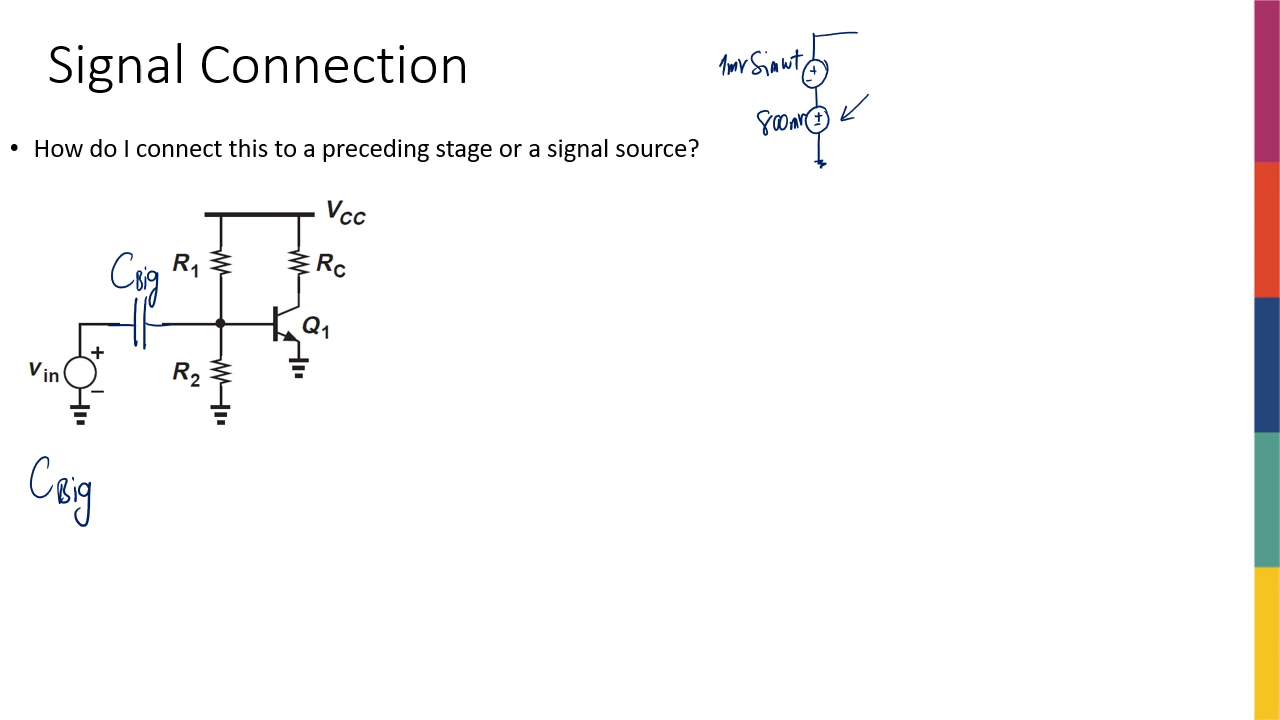 Signal Connection
1mv Sinωt
800mv
• How do I connect this to a preceding stage or a signal source?
VCC
CBig
R1
RC
Q1
vin
R2
CBig